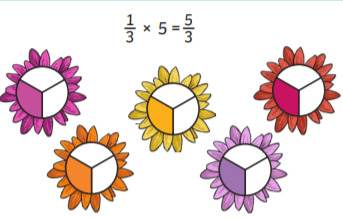 1/3 × 5 = 5/3